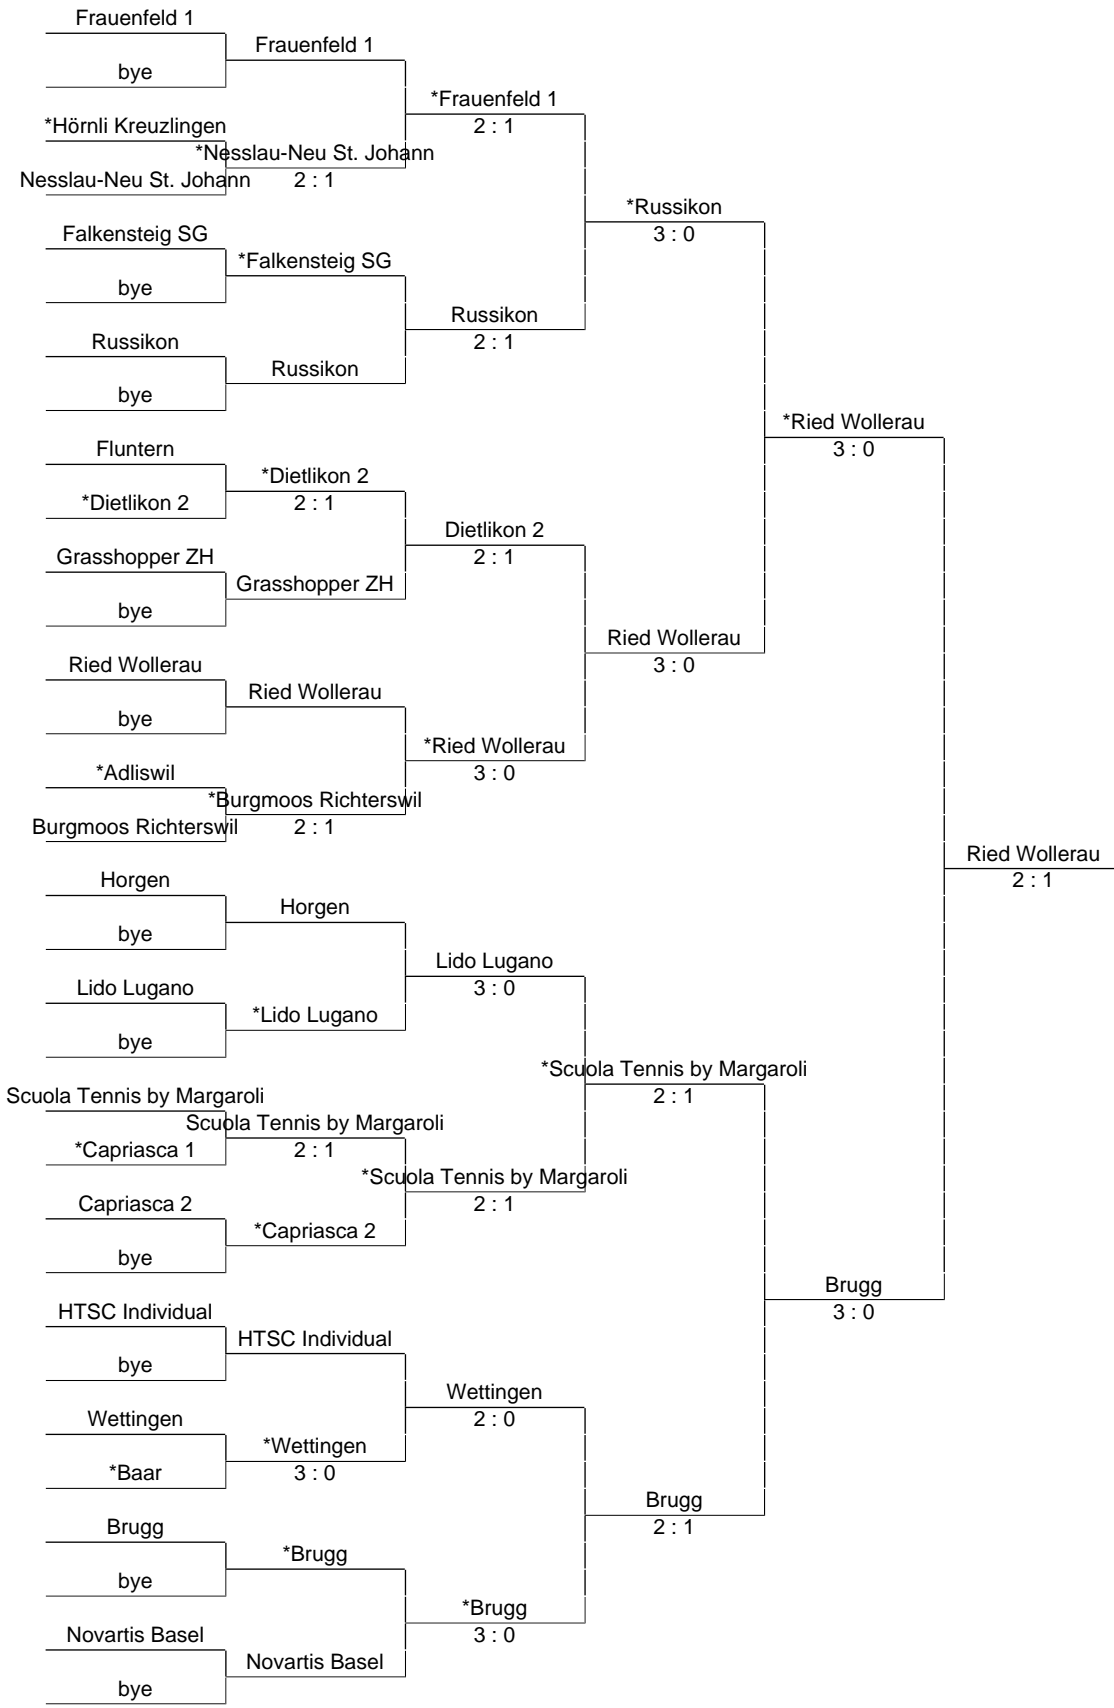 Frauenfeld 1
bye
*Hörnli Kreuzlingen
Nesslau-Neu St. Johann
Falkensteig SG
bye
Russikon
bye
Fluntern
*Dietlikon 2
Grasshopper ZH
bye
Ried Wollerau
bye
*Adliswil
Burgmoos Richterswil
Horgen
bye
Lido Lugano
bye
Scuola Tennis by Margaroli
*Capriasca 1
Capriasca 2
bye
HTSC Individual
bye
Wettingen
*Baar
Brugg
bye
Novartis Basel
bye
Frauenfeld 1
*Nesslau-Neu St. Johann
2 : 1
*Falkensteig SG
Russikon
*Dietlikon 2
2 : 1
Grasshopper ZH
Ried Wollerau
*Burgmoos Richterswil
2 : 1
Horgen
*Lido Lugano
Scuola Tennis by Margaroli
2 : 1
*Capriasca 2
HTSC Individual
*Wettingen
3 : 0
*Brugg
Novartis Basel
*Frauenfeld 1
2 : 1
Russikon
2 : 1
Dietlikon 2
2 : 1
*Ried Wollerau
3 : 0
Lido Lugano
3 : 0
*Scuola Tennis by Margaroli
2 : 1
Wettingen
2 : 0
*Brugg
3 : 0
*Russikon
3 : 0
Ried Wollerau
3 : 0
*Scuola Tennis by Margaroli
2 : 1
Brugg
2 : 1
*Ried Wollerau
3 : 0
Brugg
3 : 0
Ried Wollerau
2 : 1